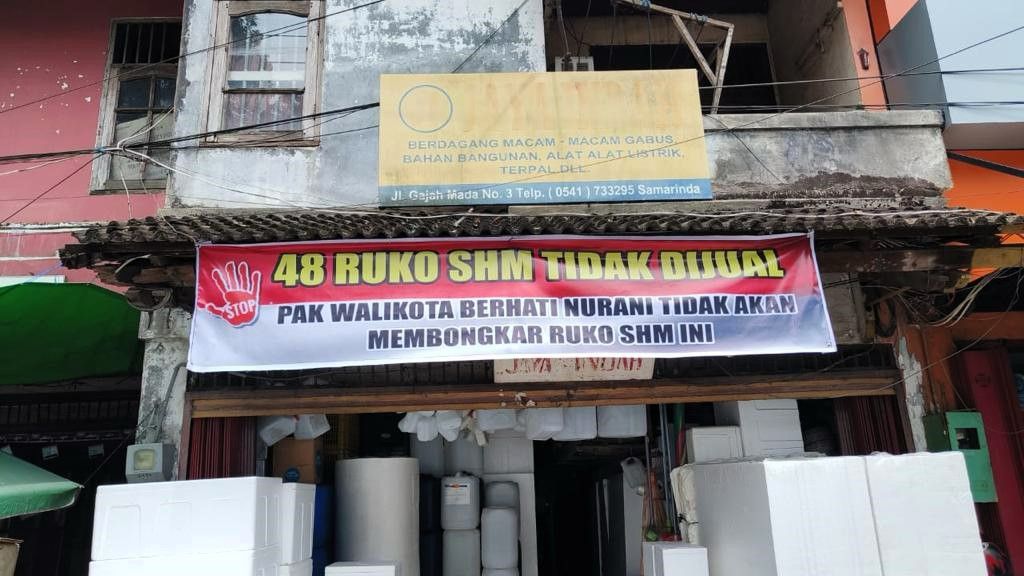 BERDAGANG MACAM - MACAM GABUS
BAHAN BANGUNAN, ALAT ALAT LISTRIK,
TERPAL.DLL.
Jl. Gajah Mada No. 3 Telp. ( 0541 ) 733295 Samarinda
48 RUKO SHM TIDAK DIJUAL
STOP
PAK WALIKOTA BERHATI NURANI TIDAK AKAN
MEMBONGKAR RUKO SHM INI
INDAH